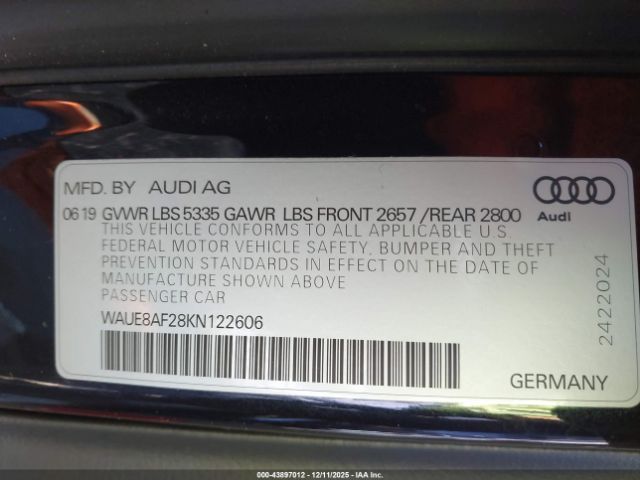 MFD. BY AUDI AG
0619 GVWR LBS 5335 GAWR LBS FRONT 2657 /REAR 2800
THIS VEHICLE CONFORMS TO ALL APPLICABLE U.S.
FEDERAL MOTOR VEHICLE SAFETY, BUMPER AND THEFT
PREVENTION STANDARDS IN EFFECT ON THE DATE OF
MANUFACTURE SHOWN ABOVE
PASSENGER CAR
WAUE8AF28KN122606
Audi
2422024
GERMANY
000-43897012 - 12/11/2025 - IAA Inc.